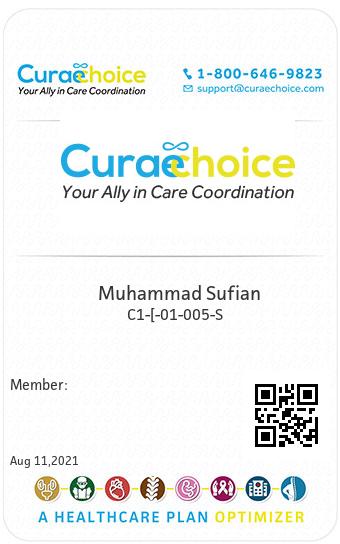 Curaechoice
1-800-646-9823
Your Ally in Care Coordination
support@curaechoice.com
Curaechoice
Your Ally in Care Coordination
Muhammad Sufian
C1-[-01-005-S
Member:
Aug 11,2021
A HEALTHCARE PLAN OPTIMIZER